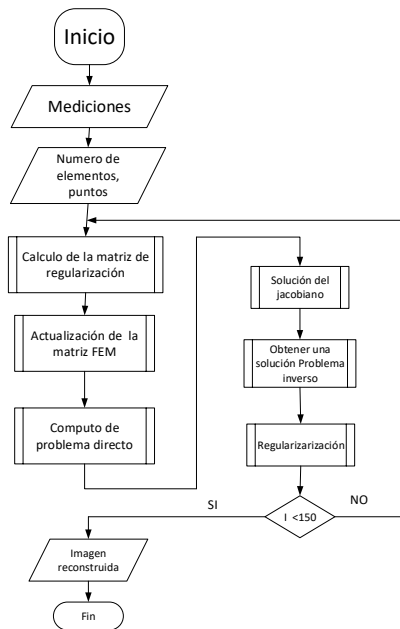 Inicio
Mediciones
Numero de
elementos,
puntos
Calculo de la matriz de
regularización
Actualización de la
matriz FEM
Computo de
problema directo
Solución del
jacobiano
Obtener una
solución Problema
inverso
Regularizarización
I <150
SI
NO
Imagen
reconstruida
Fin